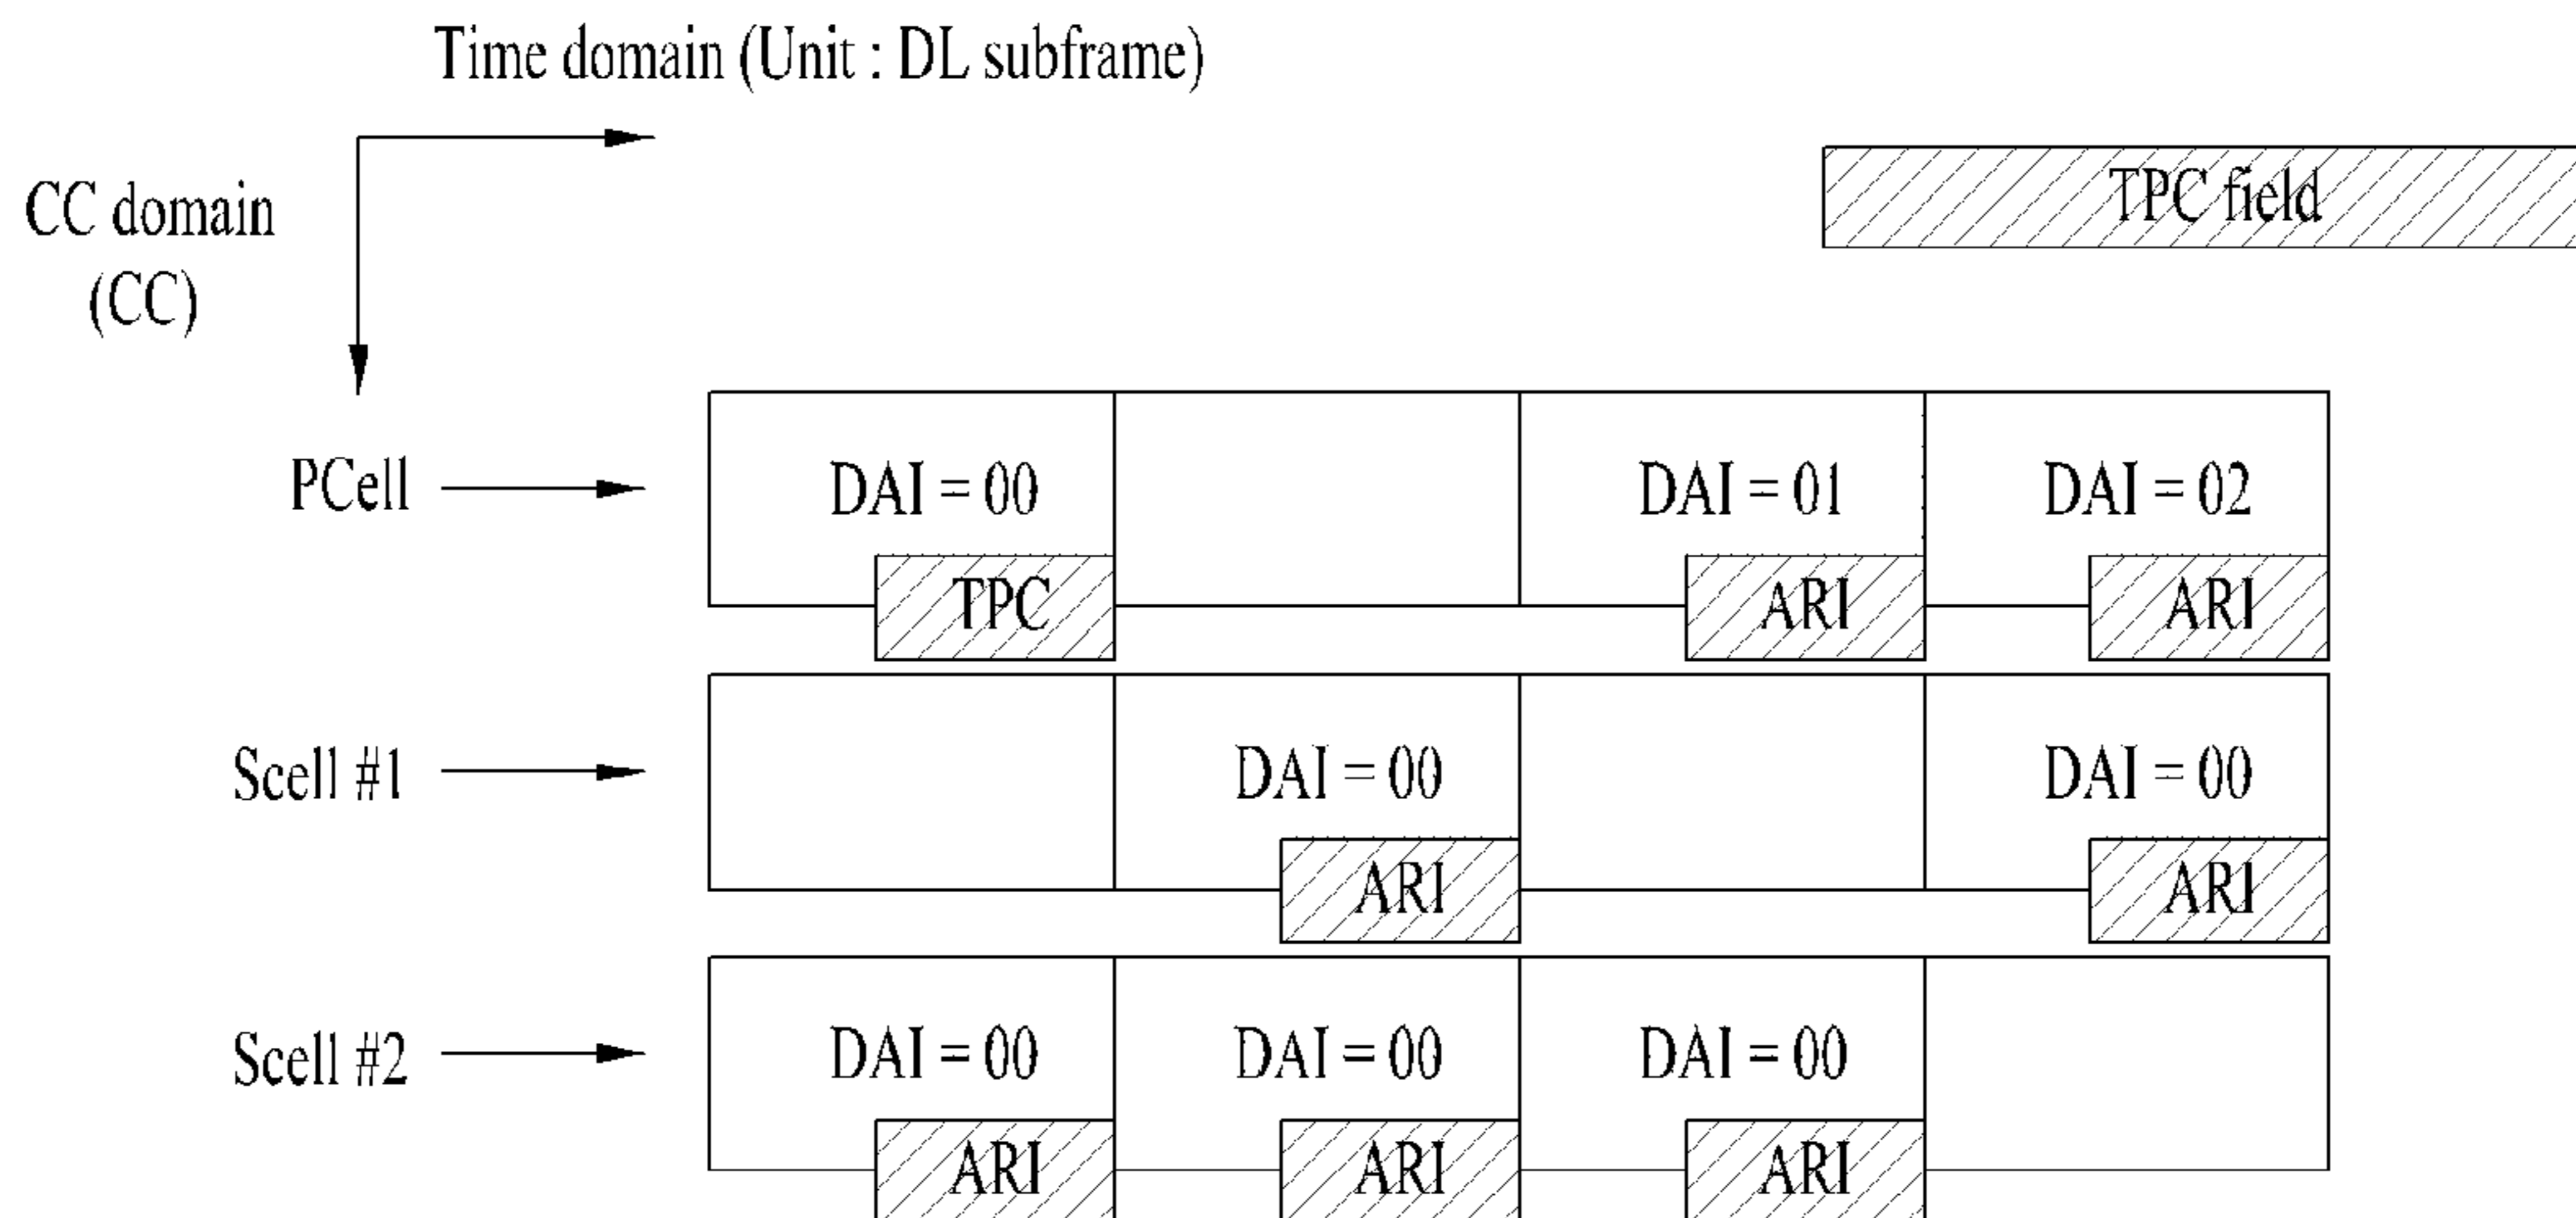 Time domain (Unit : DL subframe)
CC domain
(CC)
TPC field
PCell
DAI = 00
DAI = 01
DAI = 02
TPC
ARI
ARI
Scell #1
DAI = 00
DAI = 00
ARI
ARI
Scell #2
DAI = 00
DAI = 00
DAI = 00
ARI
ARI
ARI